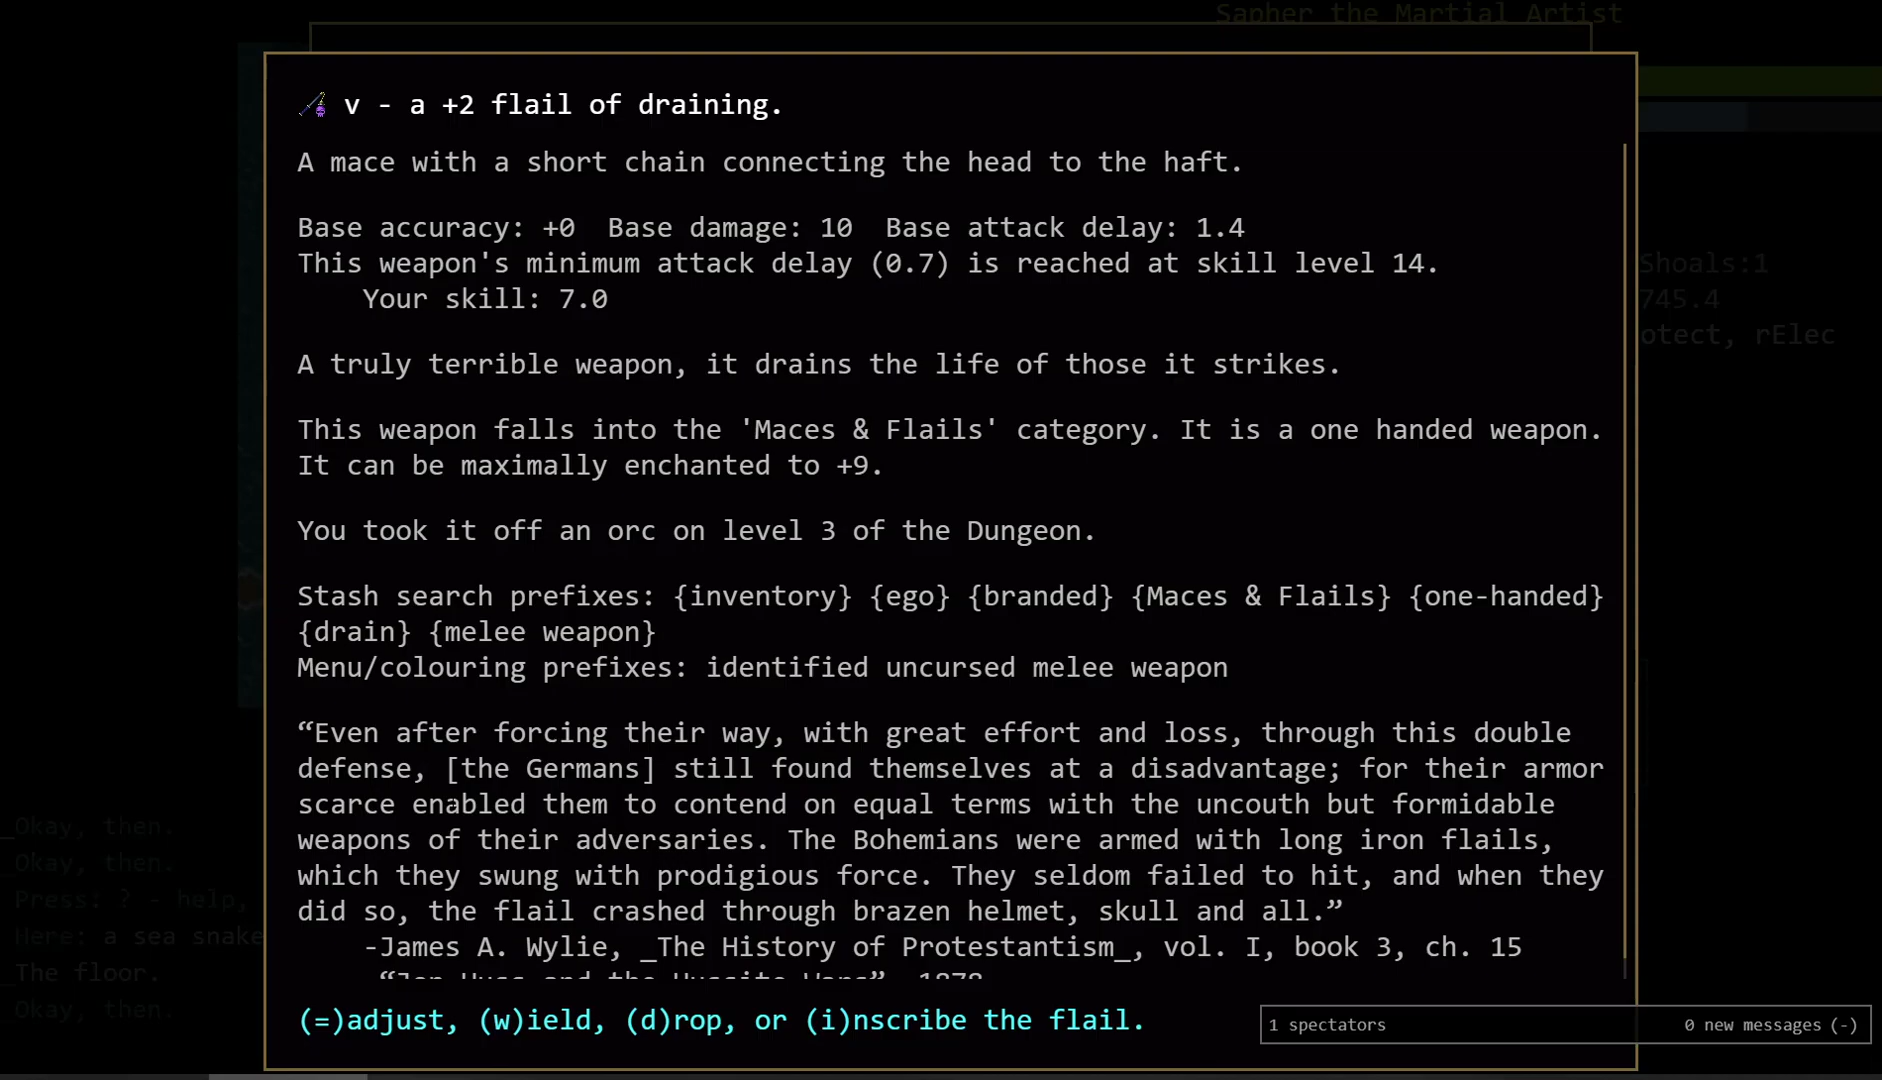 Sapher the Martial Artist
v - a +2 flail of draining.
A mace with a short chain connecting the head to the haft.
Base accuracy: +0  Base damage: 10  Base attack delay: 1.4
This weapon's minimum attack delay (0.7) is reached at skill level 14.
Your skill: 7.0
Shoals:1
745.4
otect, rElec
A truly terrible weapon, it drains the life of those it strikes.
This weapon falls into the 'Maces & Flails' category. It is a one handed weapon.
It can be maximally enchanted to +9.
You took it off an orc on level 3 of the Dungeon.
Stash search prefixes: {inventory} {ego} {branded} {Maces & Flails} {one-handed}
{drain} {melee weapon}
Menu/colouring prefixes: identified uncursed melee weapon
“Even after forcing their way, with great effort and loss, through this double
defense, [the Germans] still found themselves at a disadvantage; for their armor
scarce enabled them to contend on equal terms with the uncouth but formidable
weapons of their adversaries. The Bohemians were armed with long iron flails,
which they swung with prodigious force. They seldom failed to hit, and when they
did so, the flail crashed through brazen helmet, skull and all.”
-James A. Wylie, _The History of Protestantism_, vol. I, book 3, ch. 15
“Jan Huss and the Hussite Wars”, 1878
_Okay, then.
Okay, then.
Press: ? - help,
Here: a sea snake
_The floor.
Okay, then.
(=)adjust, (w)ield, (d)rop, or (i)nscribe the flail.
1 spectators
0 new messages (-)